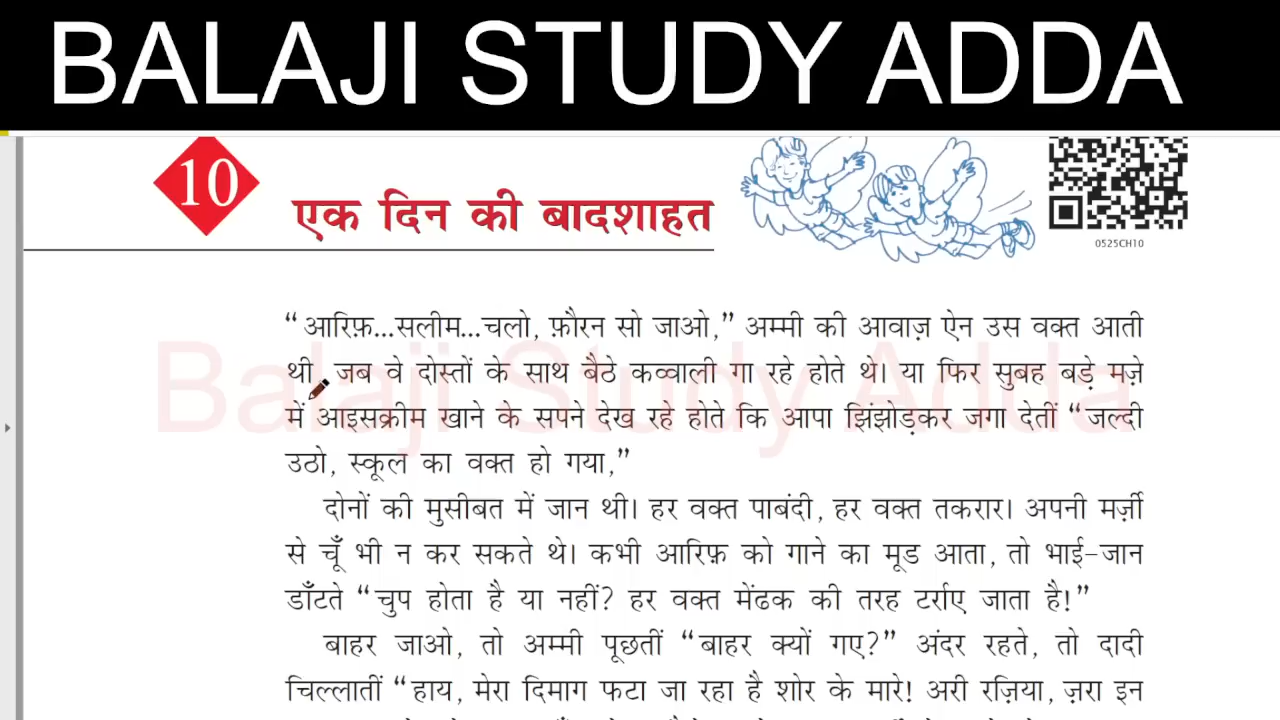 BALAJI STUDY ADDA
10
एक दिन की बादशाहत
0525CH10
“आरिफ़...सलीम...चलो, फ़ौरन सो जाओ,” अम्मी की आवाज़ ऐन उस वक्त आती
थी, जब वे दोस्तों के साथ बैठे कव्वाली गा रहे होते थे। या फिर सुबह बड़े मज़े
में आइसक्रीम खाने के सपने देख रहे होते कि आपा झिंझोड़कर जगा देतीं “जल्दी
उठो, स्कूल का वक्त हो गया,”
दोनों की मुसीबत में जान थी। हर वक्त पाबंदी, हर वक्त तकरार। अपनी मर्ज़ी
से चूँ भी न कर सकते थे। कभी आरिफ़ को गाने का मूड आता, तो भाई-जान
डाँटते “चुप होता है या नहीं? हर वक्त मेंढक की तरह टर्राए जाता है!”
बाहर जाओ, तो अम्मी पूछतीं “बाहर क्यों गए?” अंदर रहते, तो दादी
चिल्लातीं “हाय, मेरा दिमाग फटा जा रहा है शोर के मारे! अरी रज़िया, ज़रा इन
Balaji Study Adda